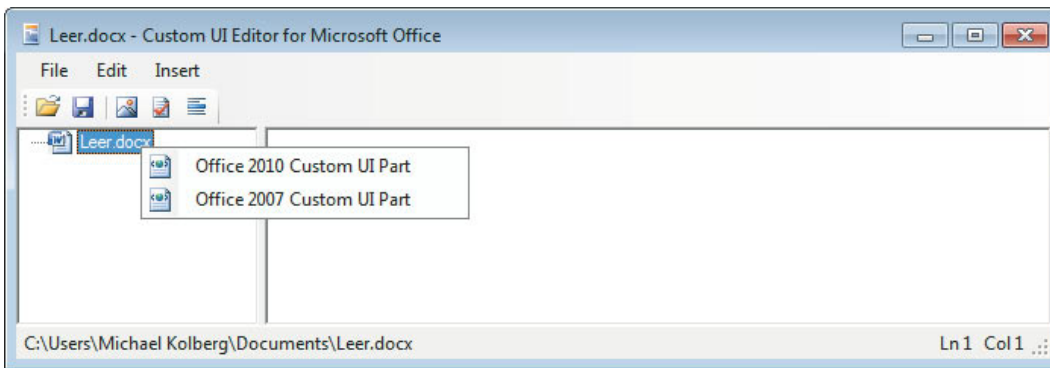 Leer.docx - Custom UI Editor for Microsoft Office
File Edit Insert
Leer.docx
Office 2010 Custom UI Part
Office 2007 Custom UI Part
C:\Users\Michael Kolberg\Documents\Leer.docx Ln 1 Col 1